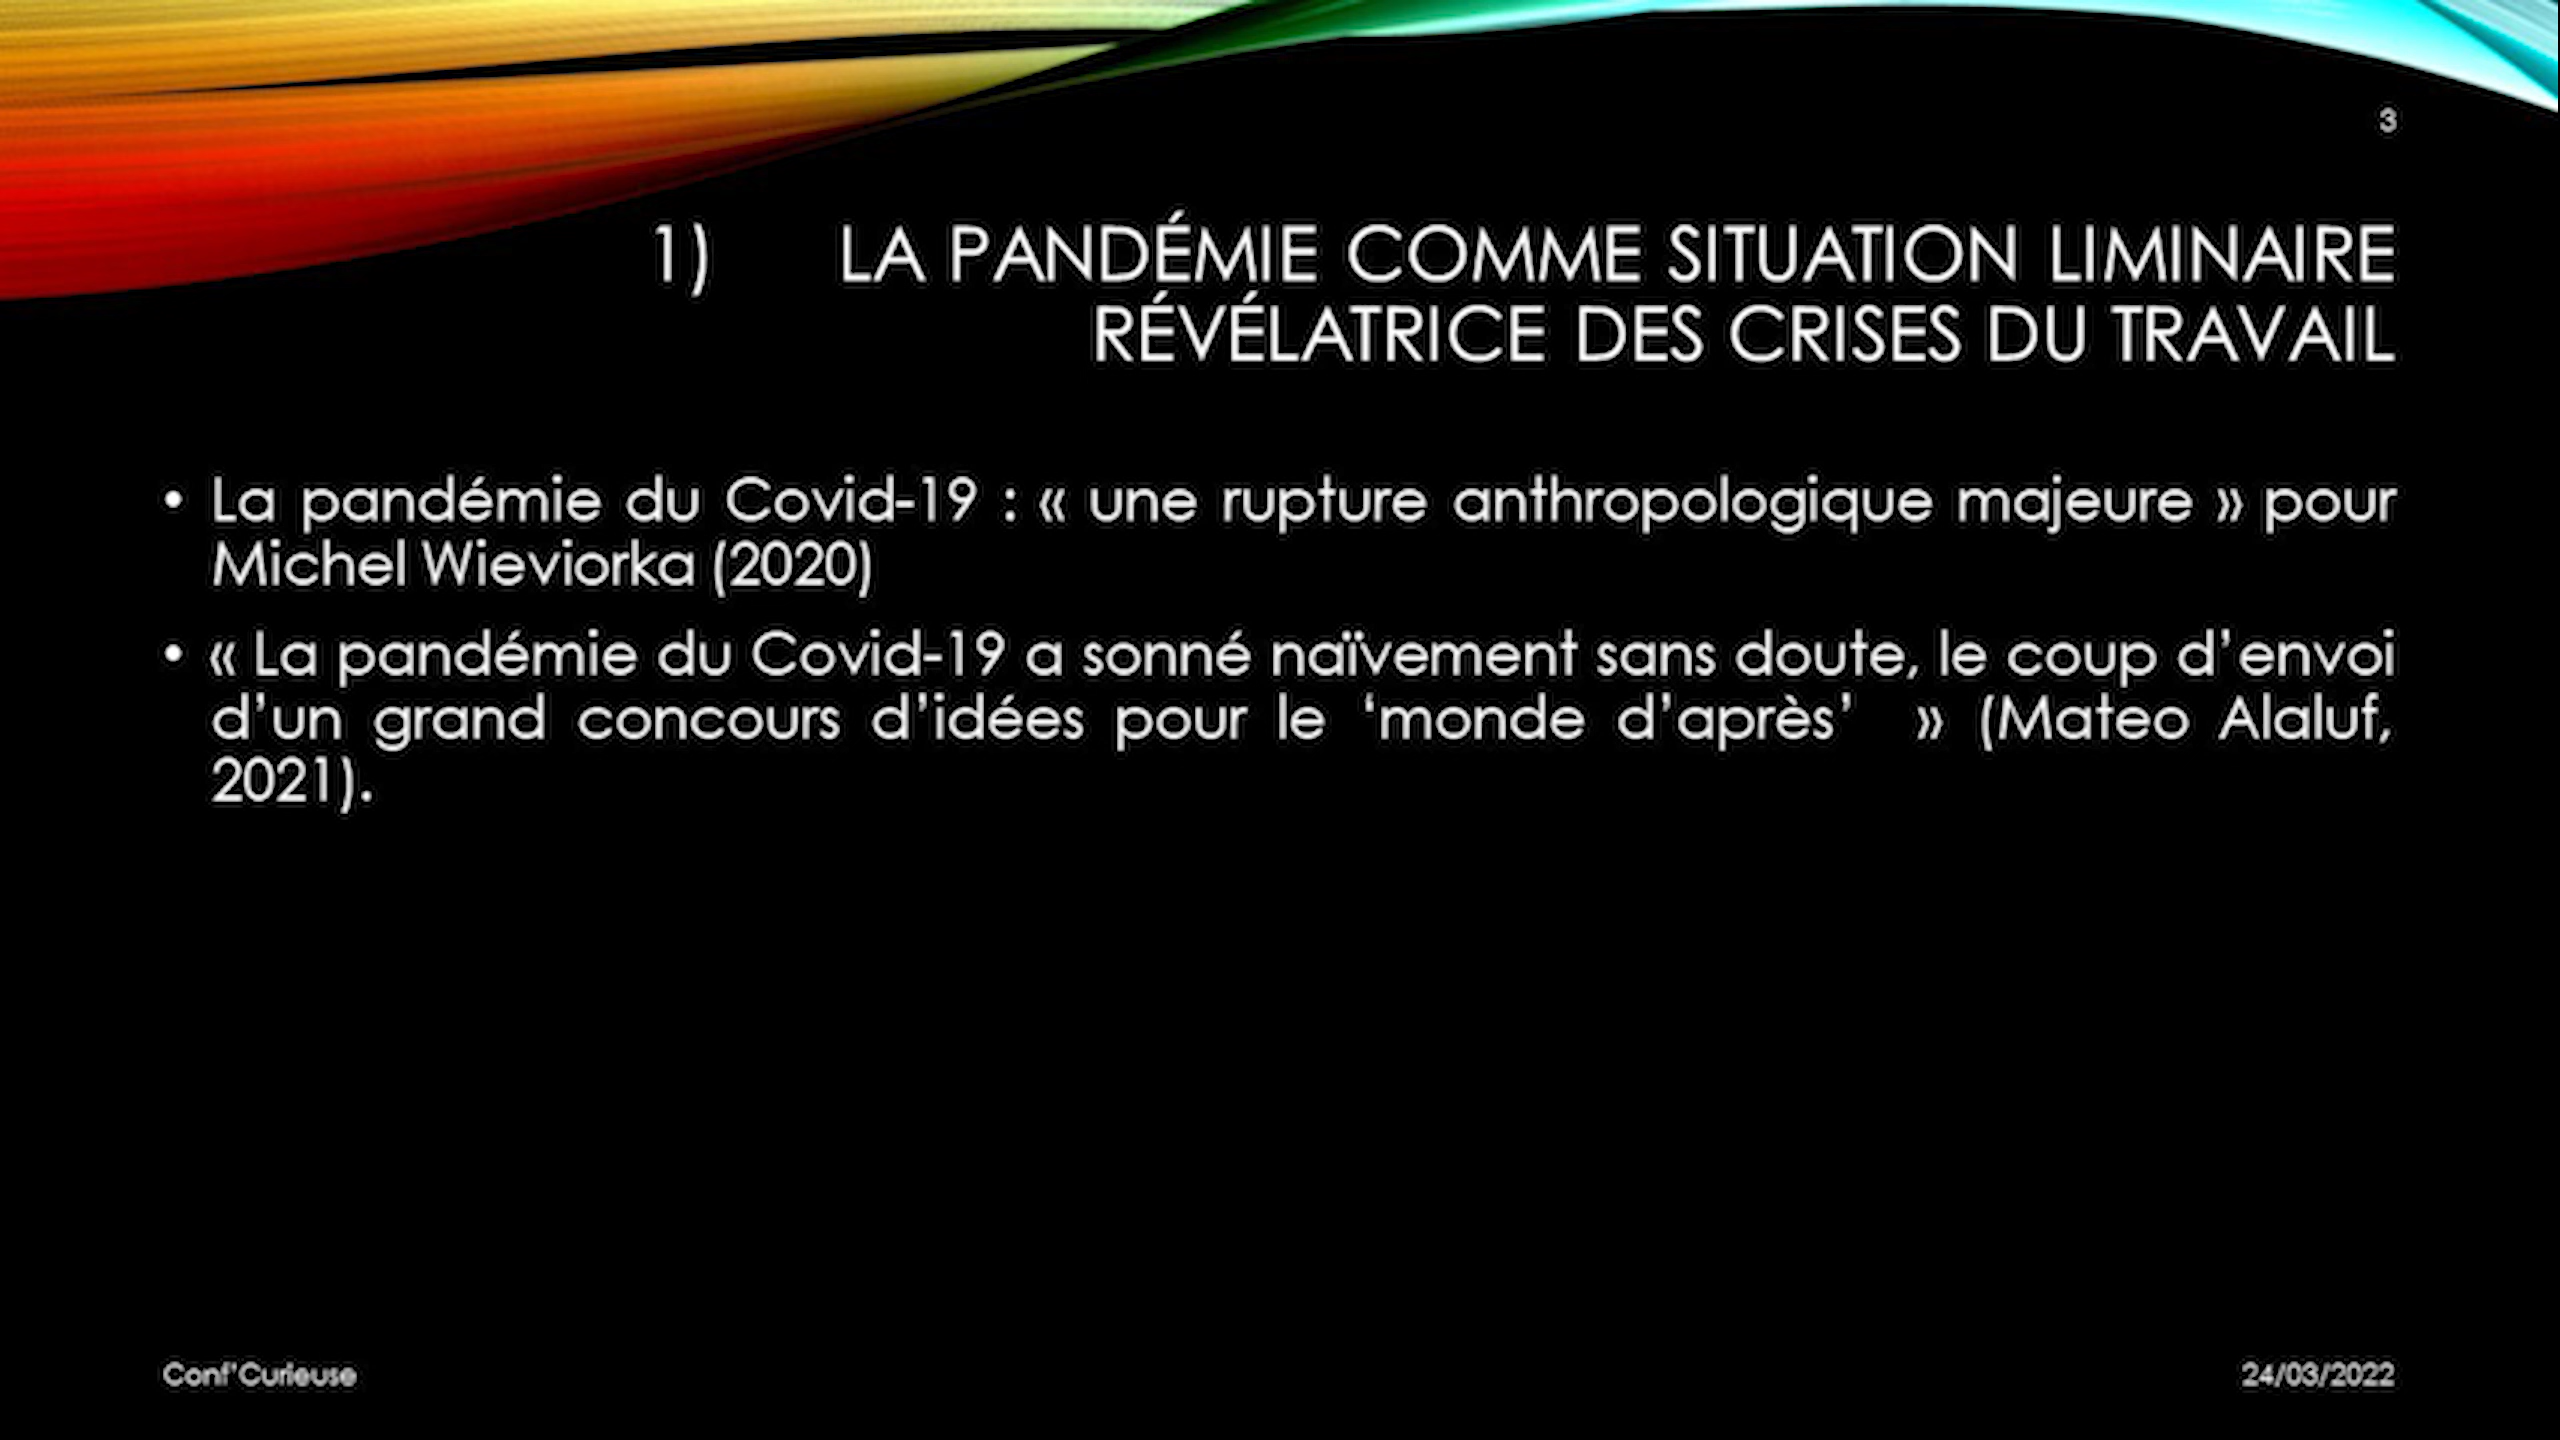 3
1) LA PANDÉMIE COMME SITUATION LIMINAIRE
RÉVÉLATRICE DES CRISES DU TRAVAIL
• La pandémie du Covid-19 : « une rupture anthropologique majeure » pour
Michel Wieviorka (2020)
• « La pandémie du Covid-19 a sonné naïvement sans doute, le coup d’envoi
d’un grand concours d’idées pour le ‘monde d’après’ » (Mateo Alaluf,
2021).
Conf’Curieuse
24/03/2022